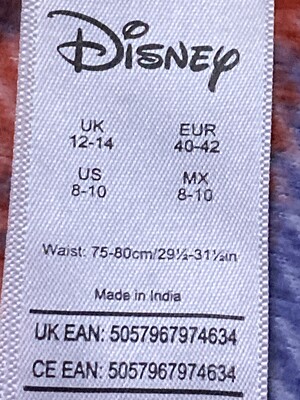 Disney
UK EUR
12-14 40-42
US MX
8-10 8-10
Waist: 75-80cm/29½-31½in
Made in India
UK EAN: 5057967974634
CE EAN: 5057967974634